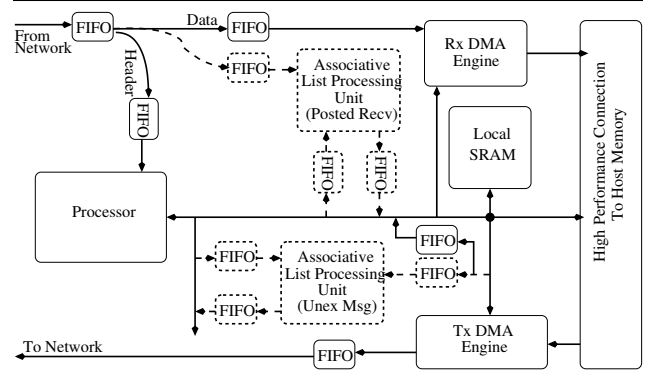 FIFO
Data
FIFO
From
Network
Header
FIFO
FIFO
Associative
List Processing
Unit
(Posted Recv)
Rx DMA
Engine
Local
SRAM
High Performance Connection
To Host Memory
FIFO
FIFO
Processor
FIFO
Associative
List Processing
Unit
(Unex Msg)
FIFO
FIFO
FIFO
Tx DMA
Engine
To Network
FIFO